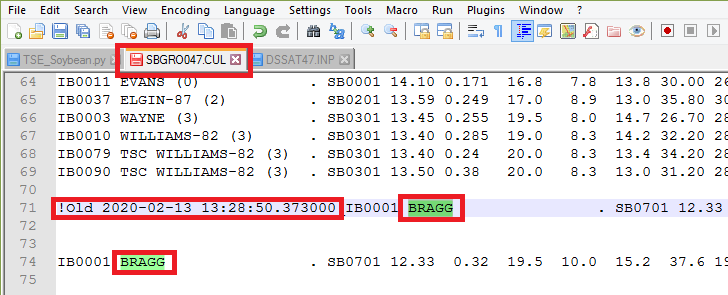 File Edit Search View Encoding Language Settings Tools Macro Run Plugins Window ?
TSE_Soybean.py SBGRO047.CUL DSSAT47.INP
64 IB0011 EVANS (0) . SB0001 14.10 0.171 16.8 7.8 13.8 30.00 26
65 IB0037 ELGIN-87 (2) . SB0201 13.59 0.249 17.0 8.9 13.0 35.80 30
66 IB0003 WAYNE (3) . SB0301 13.45 0.255 19.5 8.0 14.7 26.70 28
67 IB0010 WILLIAMS-82 (3) . SB0301 13.40 0.285 19.0 8.3 14.2 32.20 28
68 IB0079 TSC WILLIAMS-82 (3) . SB0301 13.40 0.24 20.0 8.3 13.4 34.20 28
69 IB0090 TEC WILLIAMS-82 (3) . SB0301 13.50 0.38 20.0 8.3 13.0 31.20 28
70
71 !Old 2020-02-13 13:28:50.373000 IB0001 BRAGG . SB0701 12.33
72
73
74 IB0001 BRAGG . SB0701 12.33 0.32 19.5 10.0 15.2 37.6 19
75